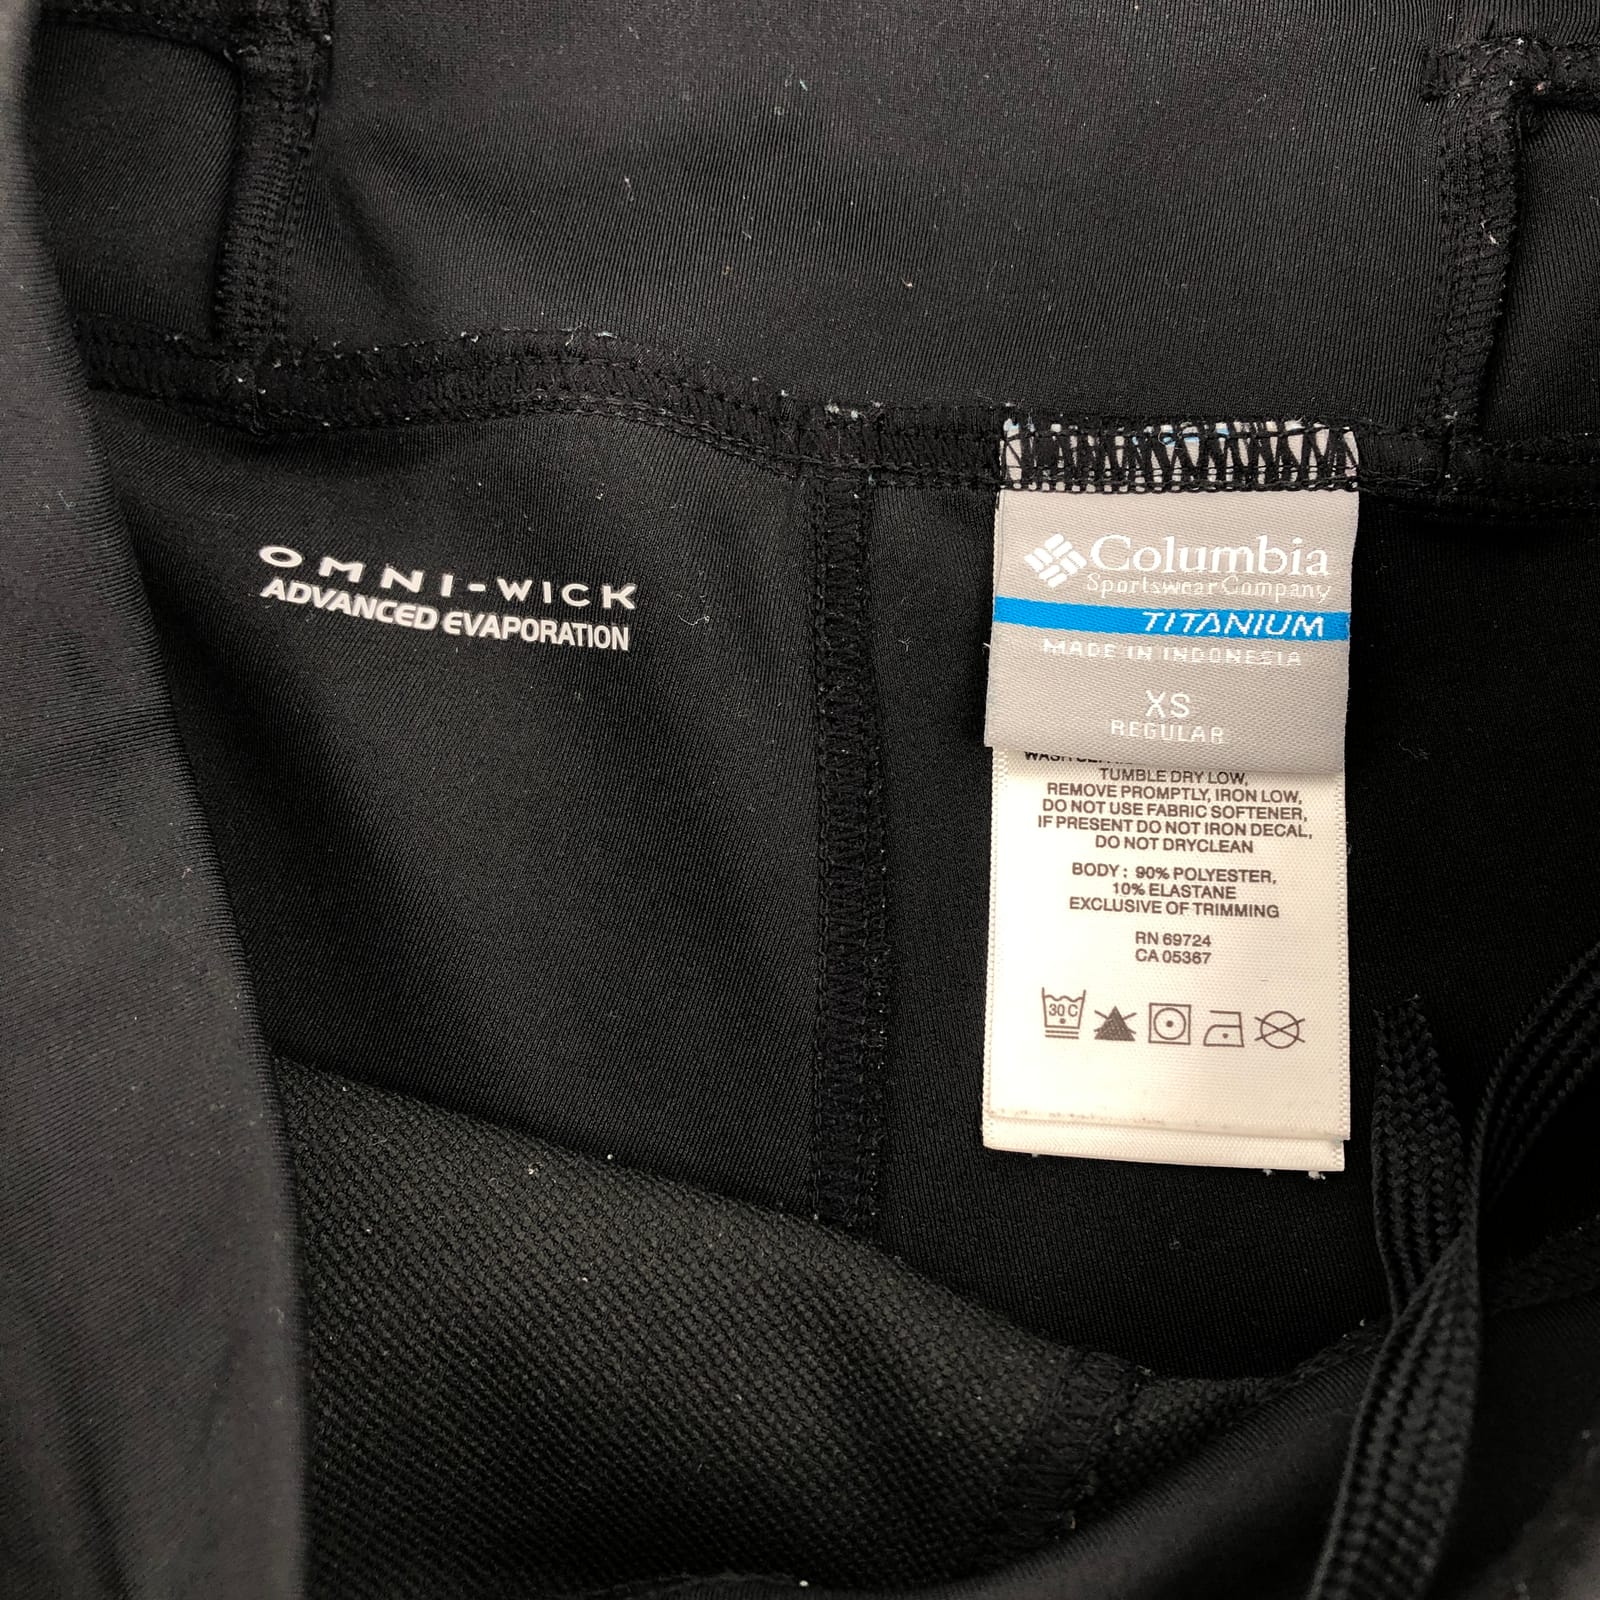 OMNI-WICK
ADVANCED EVAPORATION
Columbia
Sportswear Company
TITANIUM
MADE IN INDONESIA
XS
REGULAR
TUMBLE DRY LOW,
REMOVE PROMPTLY, IRON LOW,
DO NOT USE FABRIC SOFTENER,
IF PRESENT DO NOT IRON DECAL,
DO NOT DRYCLEAN
BODY : 90% POLYESTER,
10% ELASTANE
EXCLUSIVE OF TRIMMING
RN 69724
CA 05367
30 C